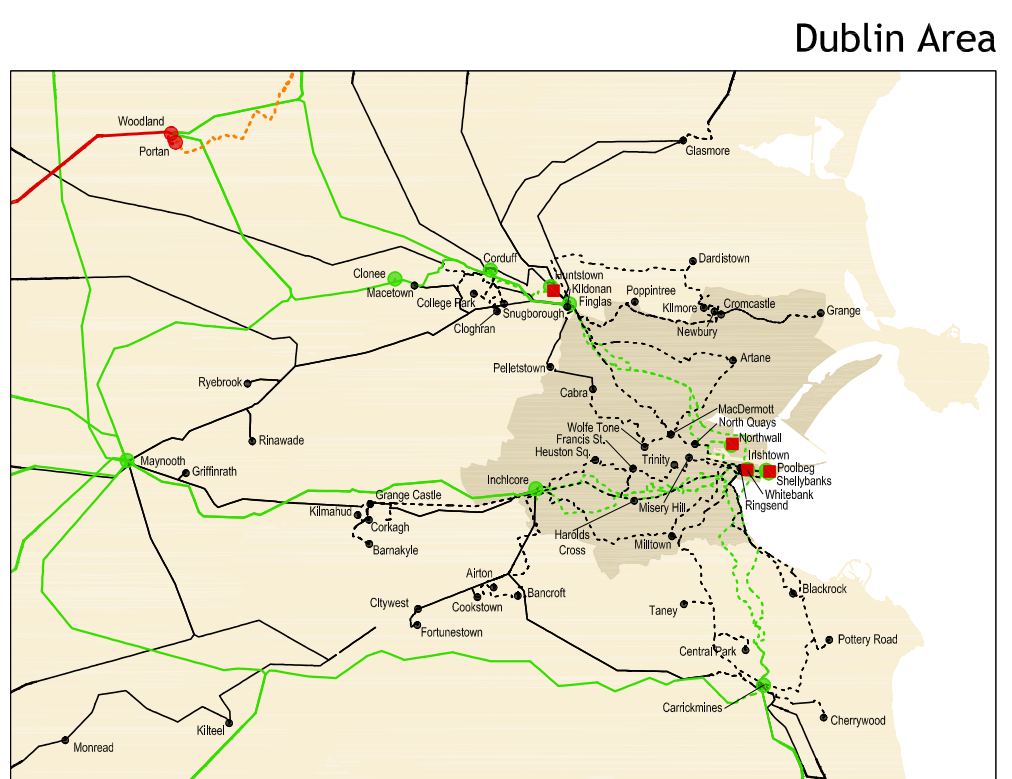 Dublin Area
Woodland
Portan
Glasmore
Corduff
Clonee
Macetown
College Park
Huntstown
KIldonan
Finglas
Snugborough
Cloghran
Dardistown
Poppintree
KIlmore
Cromcastle
Newbury
Grange
Pelletstown
Artane
Cabra
Ryebrook
Rinawade
MacDermott
North Quays
Northwall
Wolfe Tone
Francis St.
Heuston Sq.
Trinity
Irishtown
Poolbeg
Shellybanks
Whitebank
Ringsend
Maynooth
Griffinrath
InchIcore
Grange Castle
Kilmahud
Corkagh
Barnakyle
Misery Hill
Harolds
Cross
Milltown
Airton
Bancroft
CItywest
Cookstown
Fortunestown
Blackrock
Taney
Pottery Road
Central Park
Carrickmines
Cherrywood
Kilteel
Monread